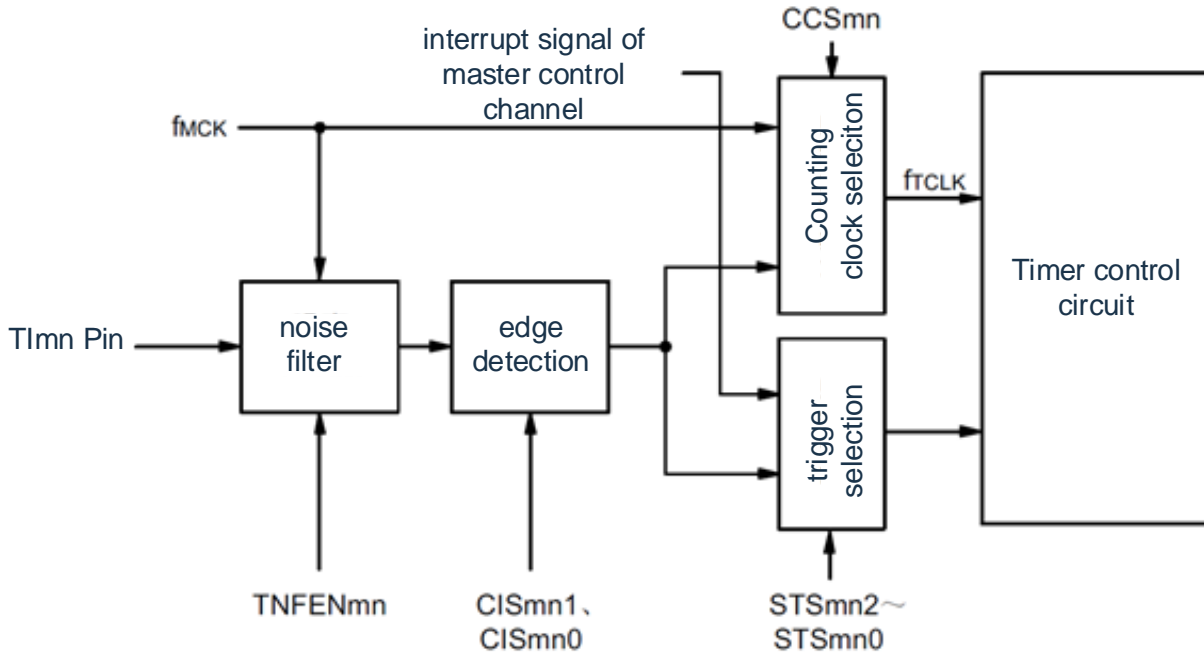 CCSmn
interrupt signal of
master control
channel
fMCK
Counting
clock seleciton
fTCLK
Timer control
circuit
TImn Pin
noise
filter
edge
detection
trigger
selection
TNFENmn
CISmn1、
CISmn0
STSmn2～
STSmn0